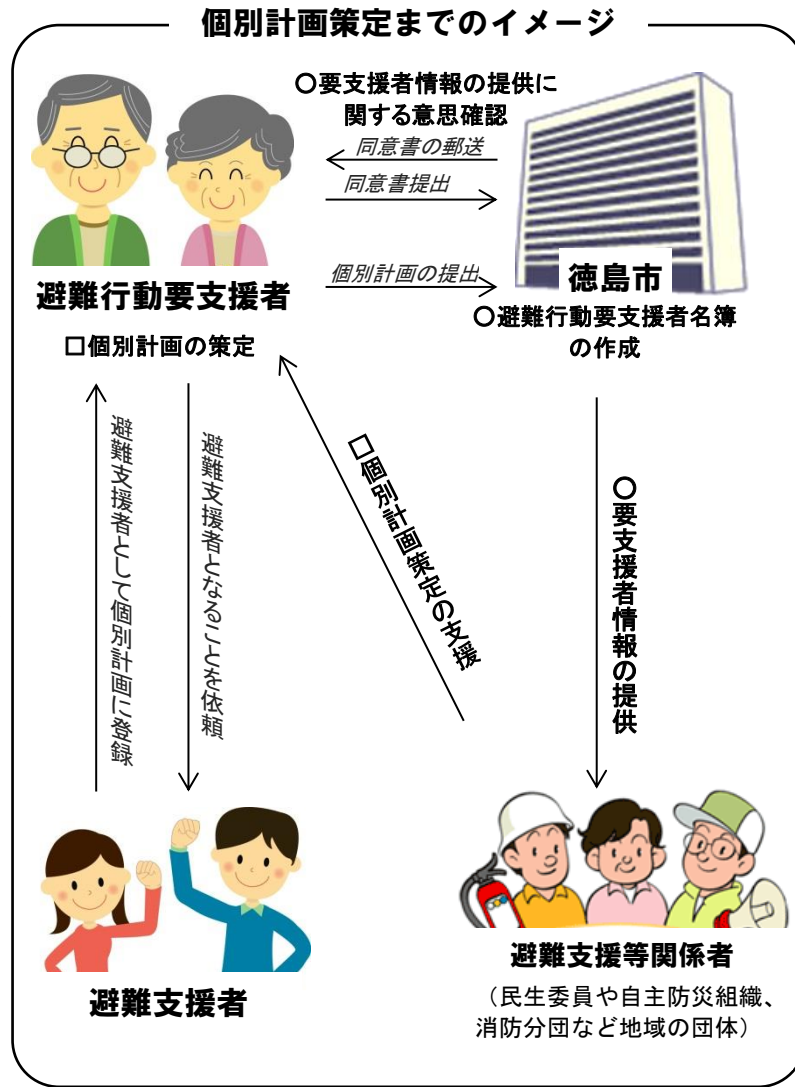 個別計画策定までのイメージ
〇要支援者情報の提供に
関する意思確認
同意書の郵送
同意書提出
個別計画の提出
徳島市
避難行動要支援者
〇避難行動要支援者名簿
の作成
□個別計画の策定
避難支援者として個別計画に登録
避難支援者となることを依頼
□個別計画策定の支援
〇要支援者情報の提供
避難支援者
避難支援等関係者
（民生委員や自主防災組織、
消防分団など地域の団体）